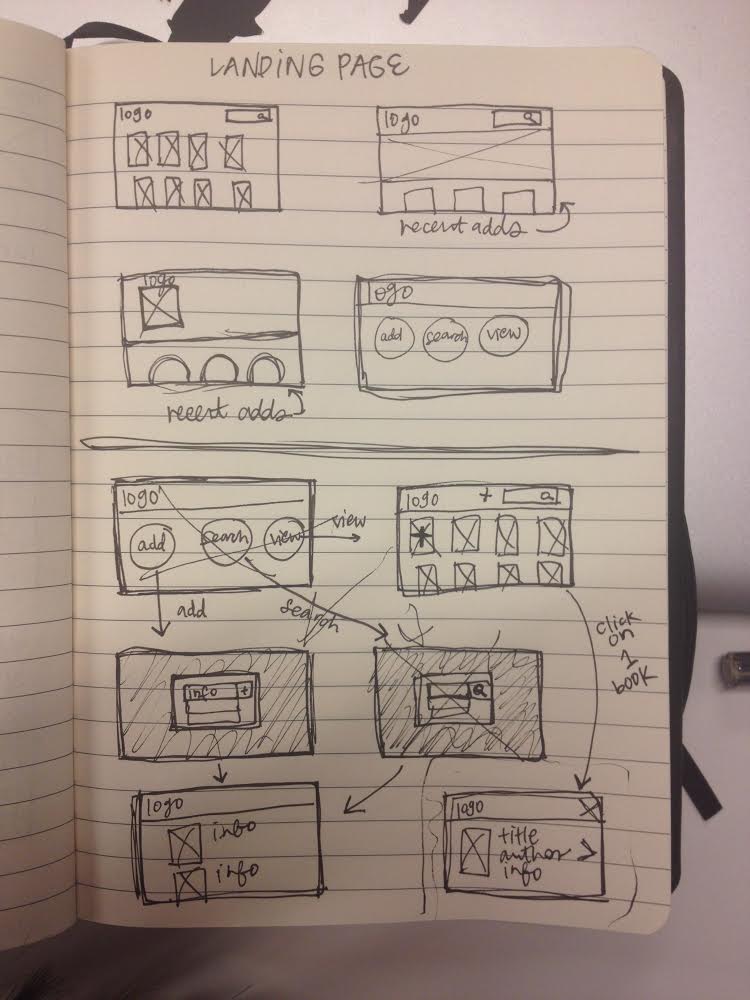 LANDING PAGE
logo
logo
recent adds
logo
ogo
add search view
recent adds
logo
logo +
add search view
view
add
search
click
on
1
book
info +
logo
info
info
logo X
title
author >
info